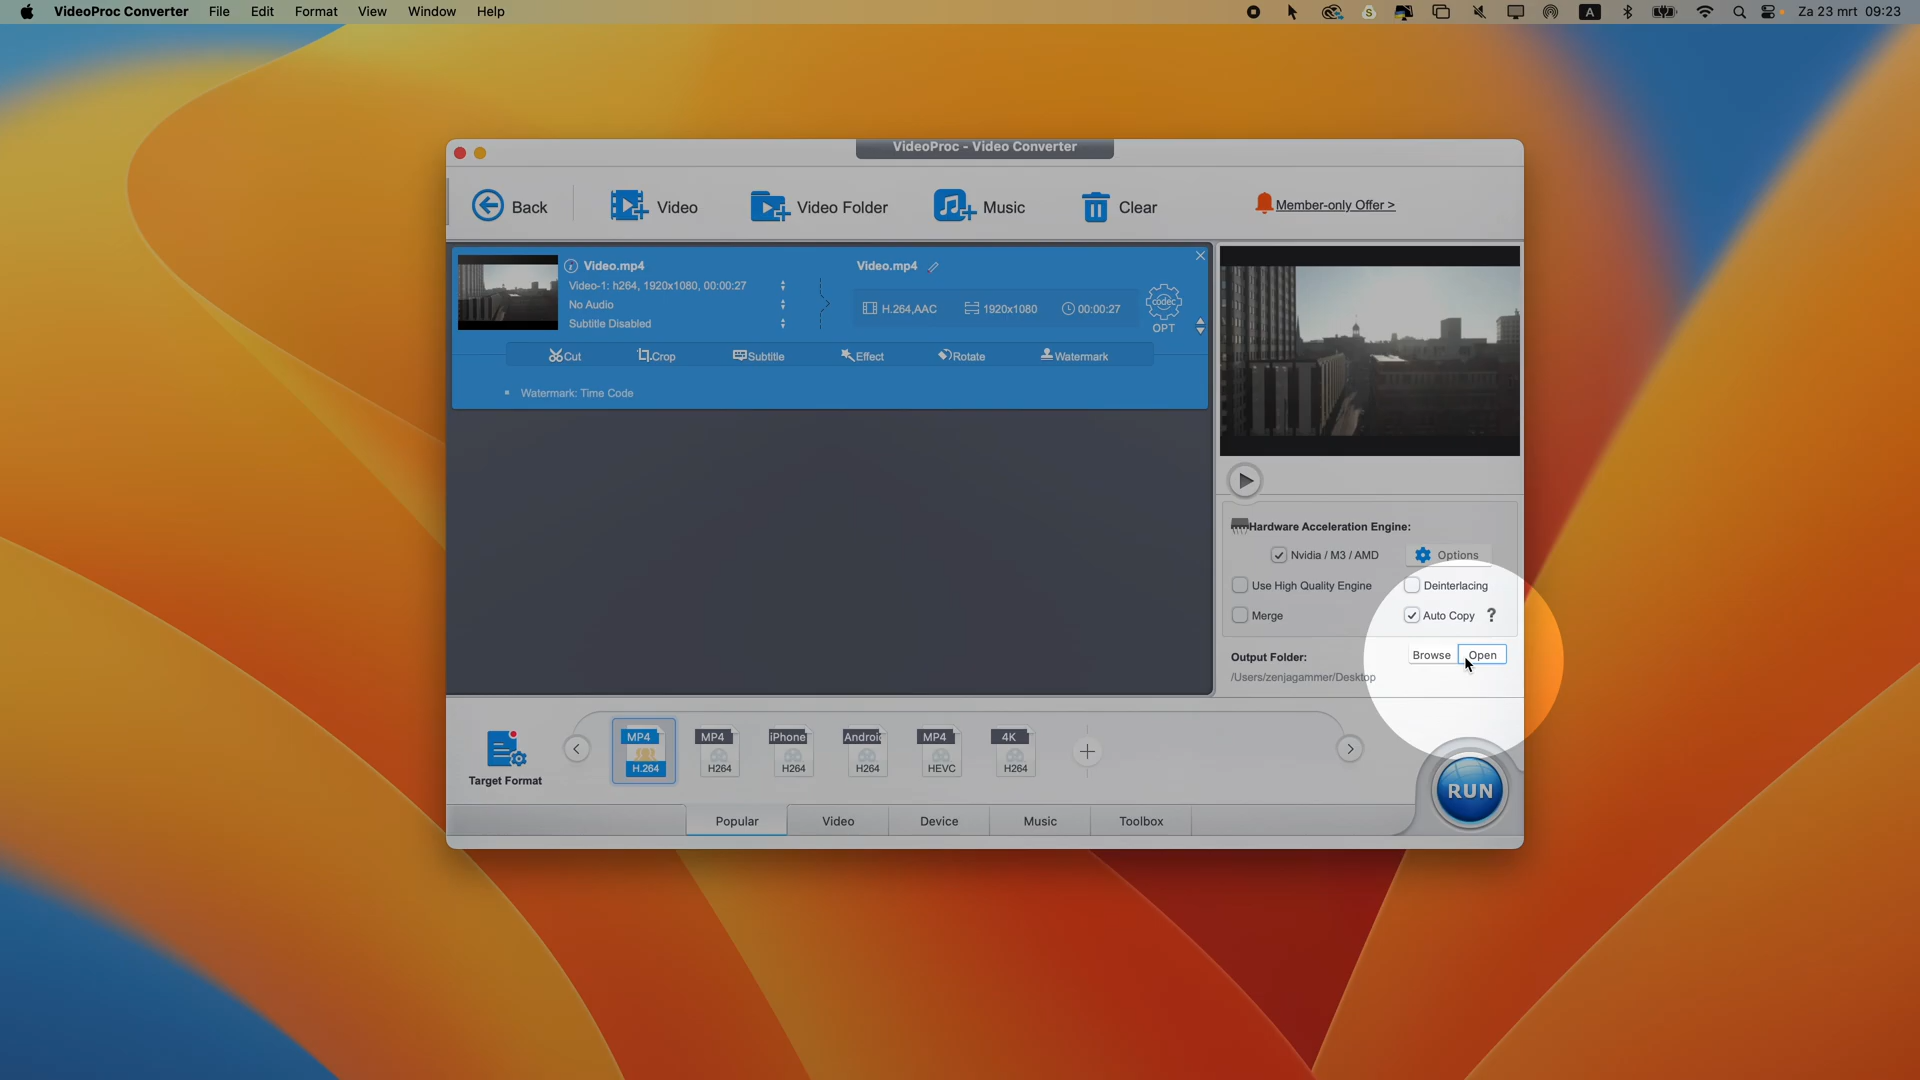 VideoProc Converter File Edit Format View Window Help A Za 23 mrt 09:23
VideoProc - Video Converter
Back Video Video Folder Music Clear Member-only Offer >
Video.mp4
Video-1: h264, 1920x1080, 00:00:27
No Audio
Subtitle Disabled
Video.mp4
H.264,AAC 1920x1080 00:00:27
codec
OPT
Cut Crop Subtitle Effect Rotate Watermark
Watermark: Time Code
Hardware Acceleration Engine:
Nvidia / M3 / AMD Options
Use High Quality Engine Deinterlacing
Merge Auto Copy ?
Output Folder: Browse Open
/Users/zenjagammer/Desktop
Target Format
MP4 H.264
MP4 H264
iPhone H264
Android H264
MP4 HEVC
4K H264
RUN
Popular Video Device Music Toolbox